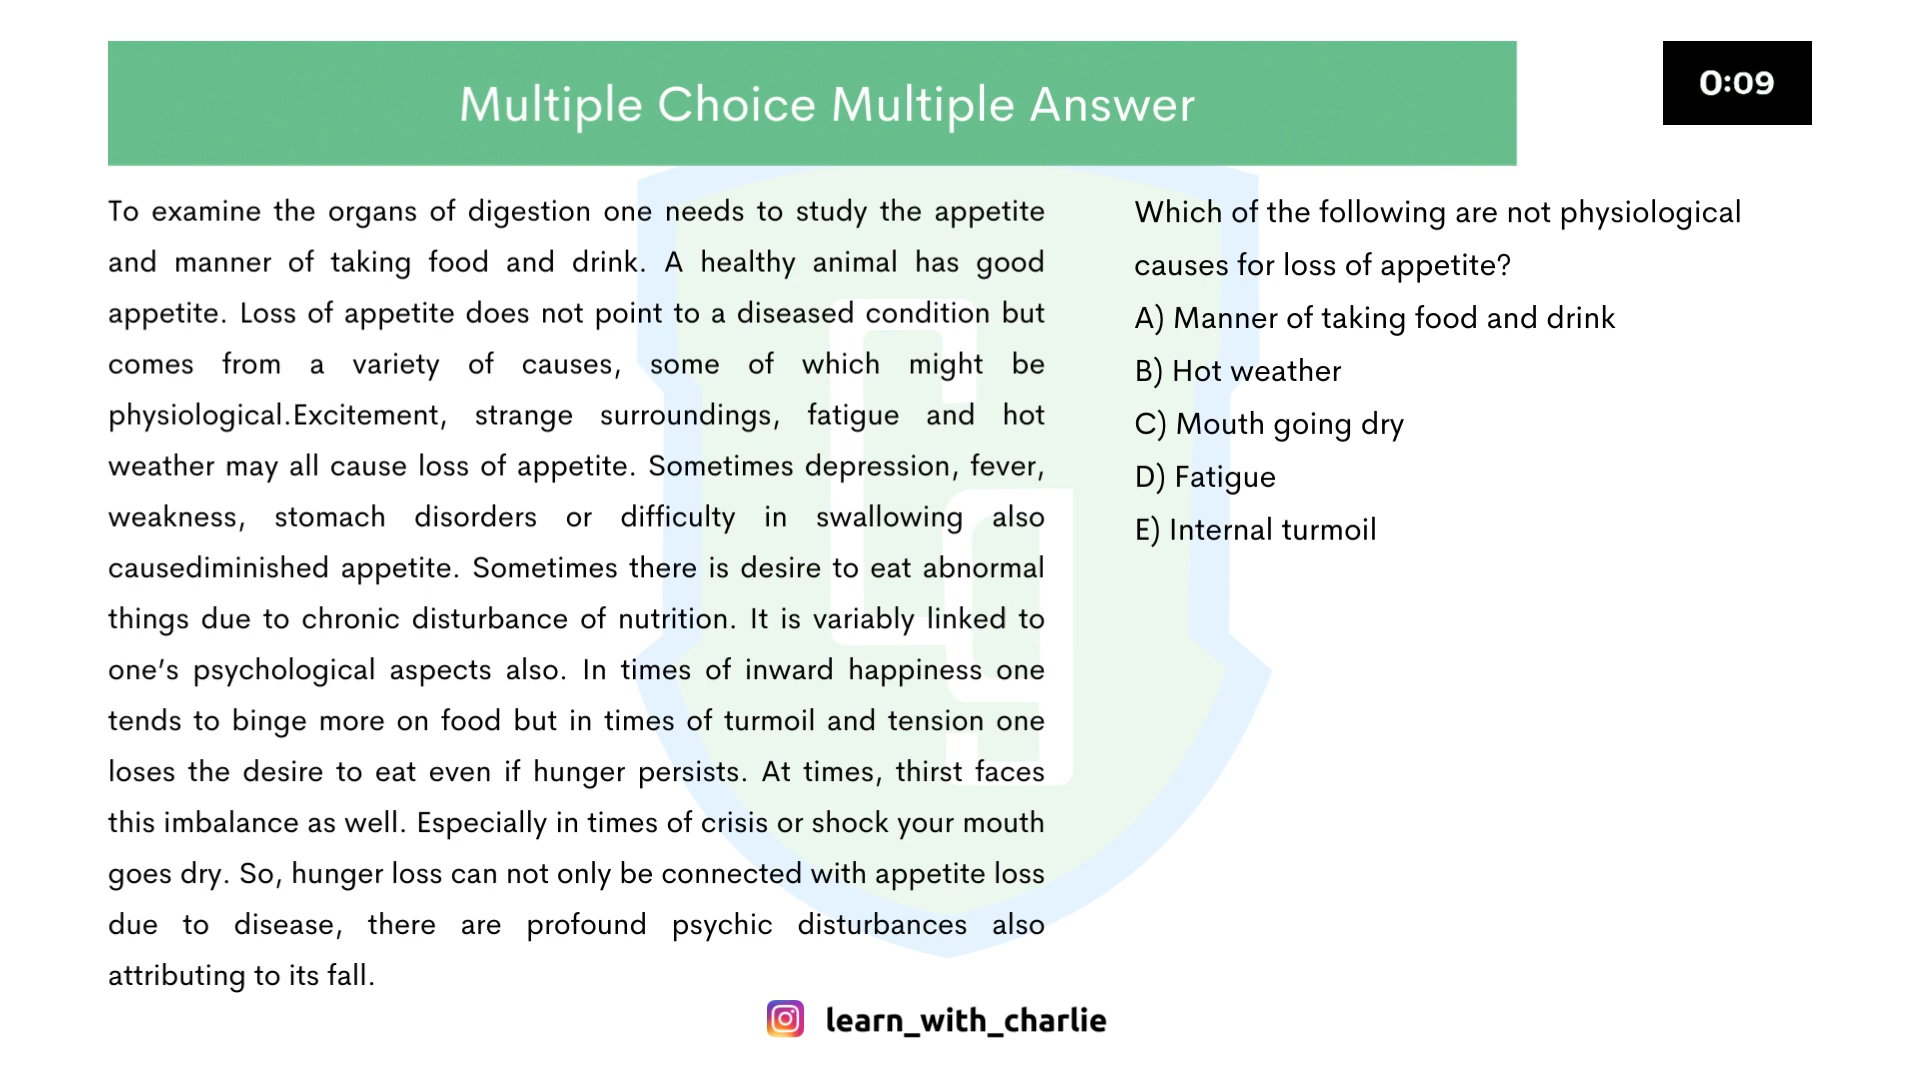 Multiple Choice Multiple Answer
0:09
To examine the organs of digestion one needs to study the appetite
and manner of taking food and drink. A healthy animal has good
appetite. Loss of appetite does not point to a diseased condition but
comes from a variety of causes, some of which might be
physiological.Excitement, strange surroundings, fatigue and hot
weather may all cause loss of appetite. Sometimes depression, fever,
weakness, stomach disorders or difficulty in swallowing also
causediminished appetite. Sometimes there is desire to eat abnormal
things due to chronic disturbance of nutrition. It is variably linked to
one's psychological aspects also. In times of inward happiness one
tends to binge more on food but in times of turmoil and tension one
loses the desire to eat even if hunger persists. At times, thirst faces
this imbalance as well. Especially in times of crisis or shock your mouth
goes dry. So, hunger loss can not only be connected with appetite loss
due to disease, there are profound psychic disturbances also
attributing to its fall.
Which of the following are not physiological
causes for loss of appetite?
A) Manner of taking food and drink
B) Hot weather
C) Mouth going dry
D) Fatigue
E) Internal turmoil
learn_with_charlie